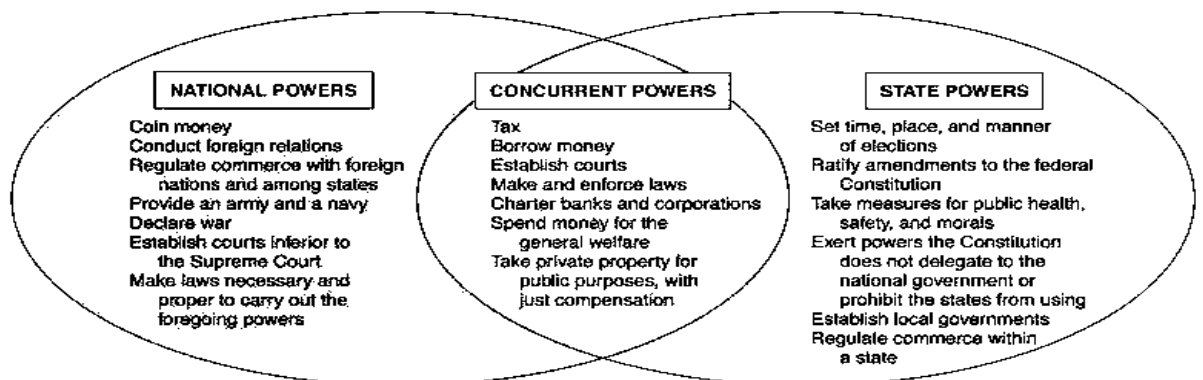 NATIONAL POWERS
Coin money
Conduct foreign relations
Regulate commerce with foreign
nations and among states
Provide an army and a navy
Declare war
Establish courts inferior to
the Supreme Court
Make laws necessary and
proper to carry out the
foregoing powers
CONCURRENT POWERS
Tax
Borrow money
Establish courts
Make and enforce laws
Charter banks and corporations
Spend money for the
general welfare
Take private property for
public purposes, with
just compensation
STATE POWERS
Set time, place, and manner
of elections
Ratify amendments to the federal
Constitution
Take measures for public health,
safety, and morals
Exert powers the Constitution
does not delegate to the
national government or
prohibit the states from using
Establish local governments
Regulate commerce within
a state